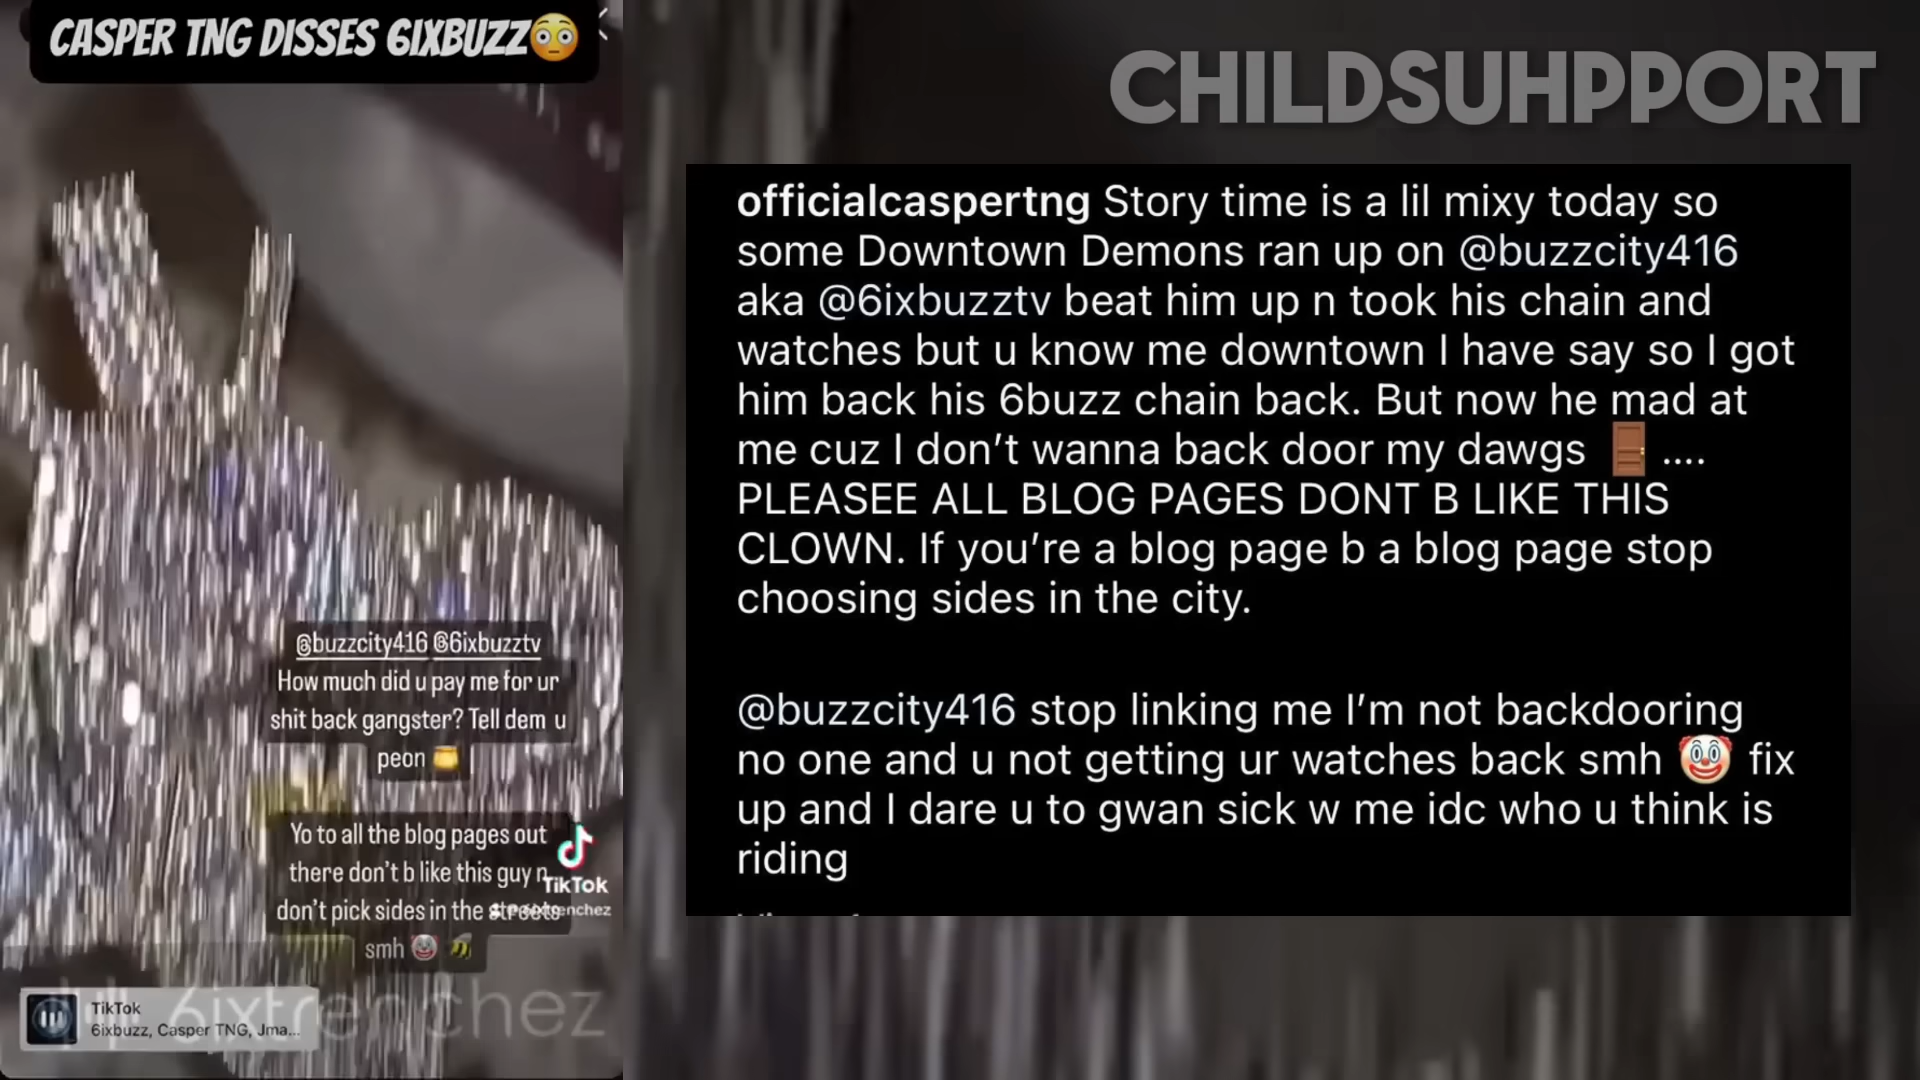 CASPER TNG DISSES 6IXBUZZ😳
CHILDSUHPPORT
officialcaspertng Story time is a lil mixy today so
some Downtown Demons ran up on @buzzcity416
aka @6ixbuzztv beat him up n took his chain and
watches but u know me downtown I have say so I got
him back his 6buzz chain back. But now he mad at
me cuz I don’t wanna back door my dawgs 🚪 ....
PLEASEE ALL BLOG PAGES DONT B LIKE THIS
CLOWN. If you’re a blog page b a blog page stop
choosing sides in the city.
@buzzcity416 stop linking me I’m not backdooring
no one and u not getting ur watches back smh 🤡 fix
up and I dare u to gwan sick w me idc who u think is
riding
@buzzcity416 @6ixbuzztv
How much did u pay me for ur
shit back gangster? Tell dem u
peon 🍯
Yo to all the blog pages out
there don’t b like this guy n
don’t pick sides in the streets
smh 🤡 🐝
TikTok
6ixtrenchez
TikTok
6ixbuzz, Casper TNG, Jma...